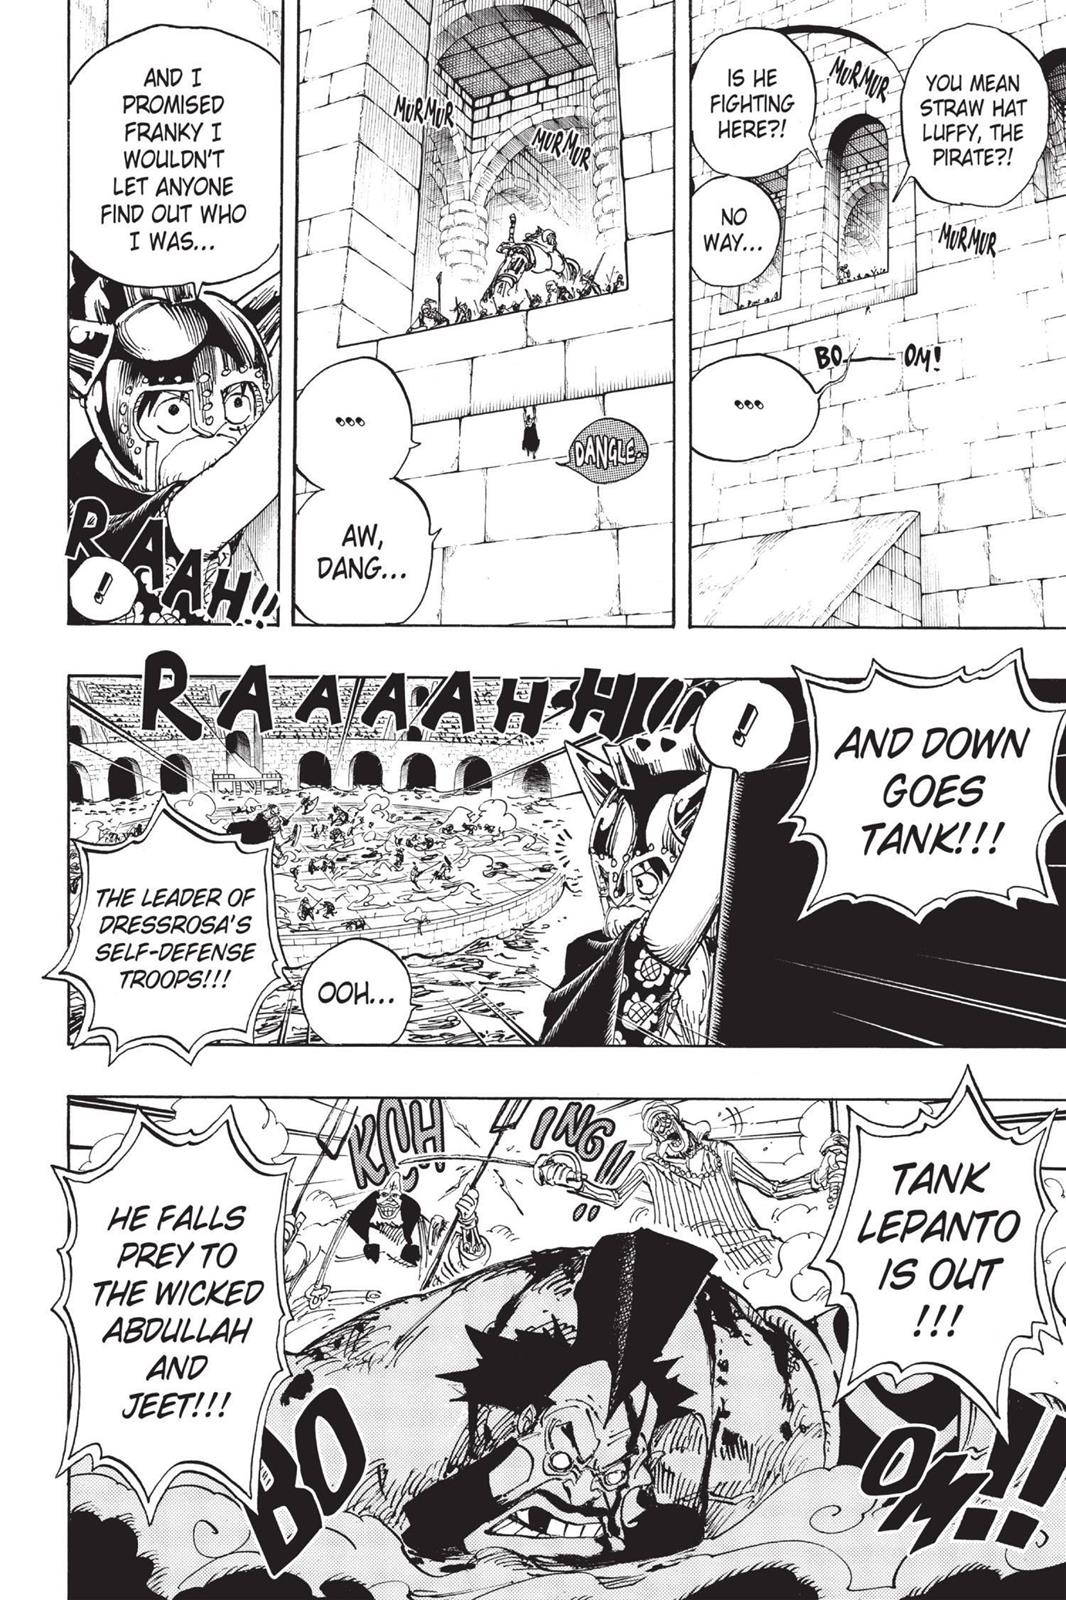 YOU MEAN
STRAW HAT
LUFFY, THE
PIRATE?!
MURMUR
IS HE
FIGHTING
HERE?!
NO
WAY...
MURMUR
BO—OM!
...
MURMUR
MURMUR
DANGLE...
...
AW,
DANG...
AND I
PROMISED
FRANKY I
WOULDN'T
LET ANYONE
FIND OUT WHO
I WAS...
RAAAH!!
!
AND DOWN
GOES
TANK!!!
!
RAAAAAHHH!!!
THE LEADER OF
DRESSROSA'S
SELF-DEFENSE
TROOPS!!!
OOH...
TANK
LEPANTO
IS OUT
!!!
KOH
ING!!
HE FALLS
PREY TO
THE WICKED
ABDULLAH
AND
JEET!!!
BO
OM!!